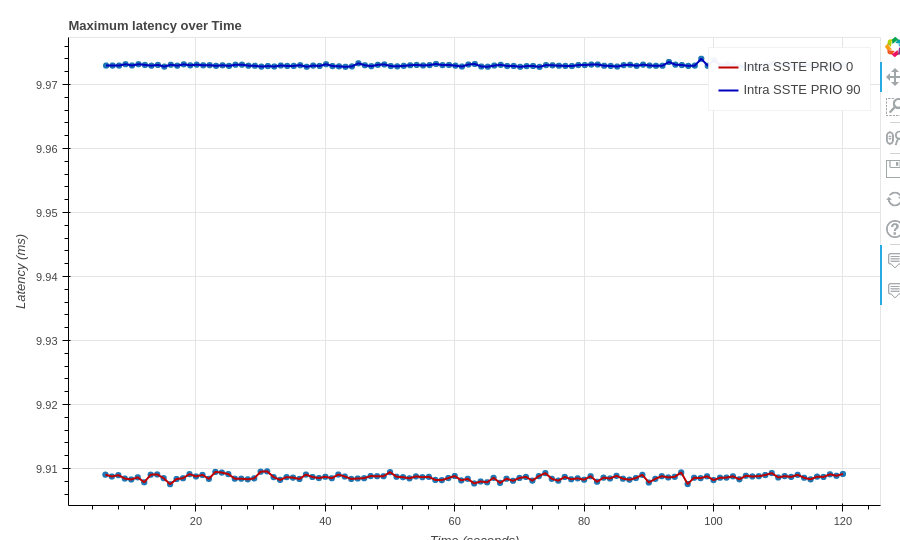 Maximum latency over Time
Intra SSTE PRIO 0
Intra SSTE PRIO 90
9.97
9.96
9.95
9.94
9.93
9.92
9.91
Latency (ms)
20 40 60 80 100 120
Time (seconds)